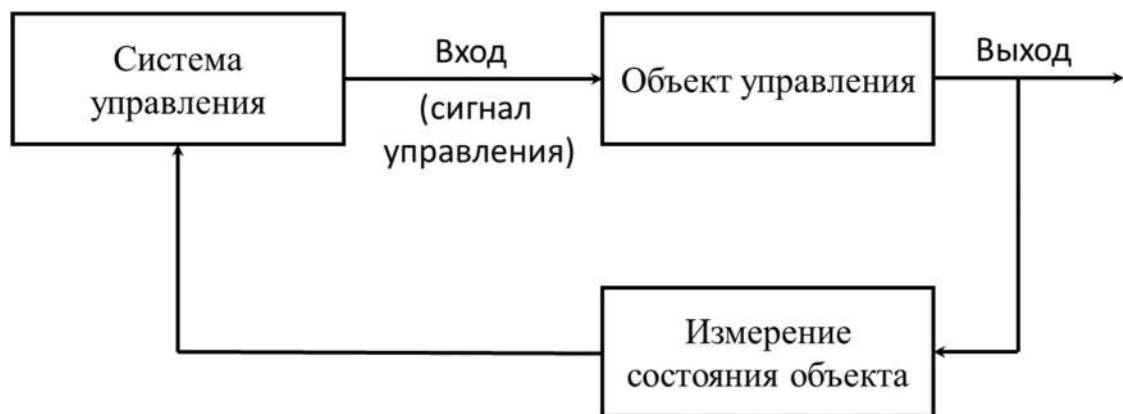 Система
управления
Вход
(сигнал
управления)
Объект управления
Выход
Измерение
состояния объекта